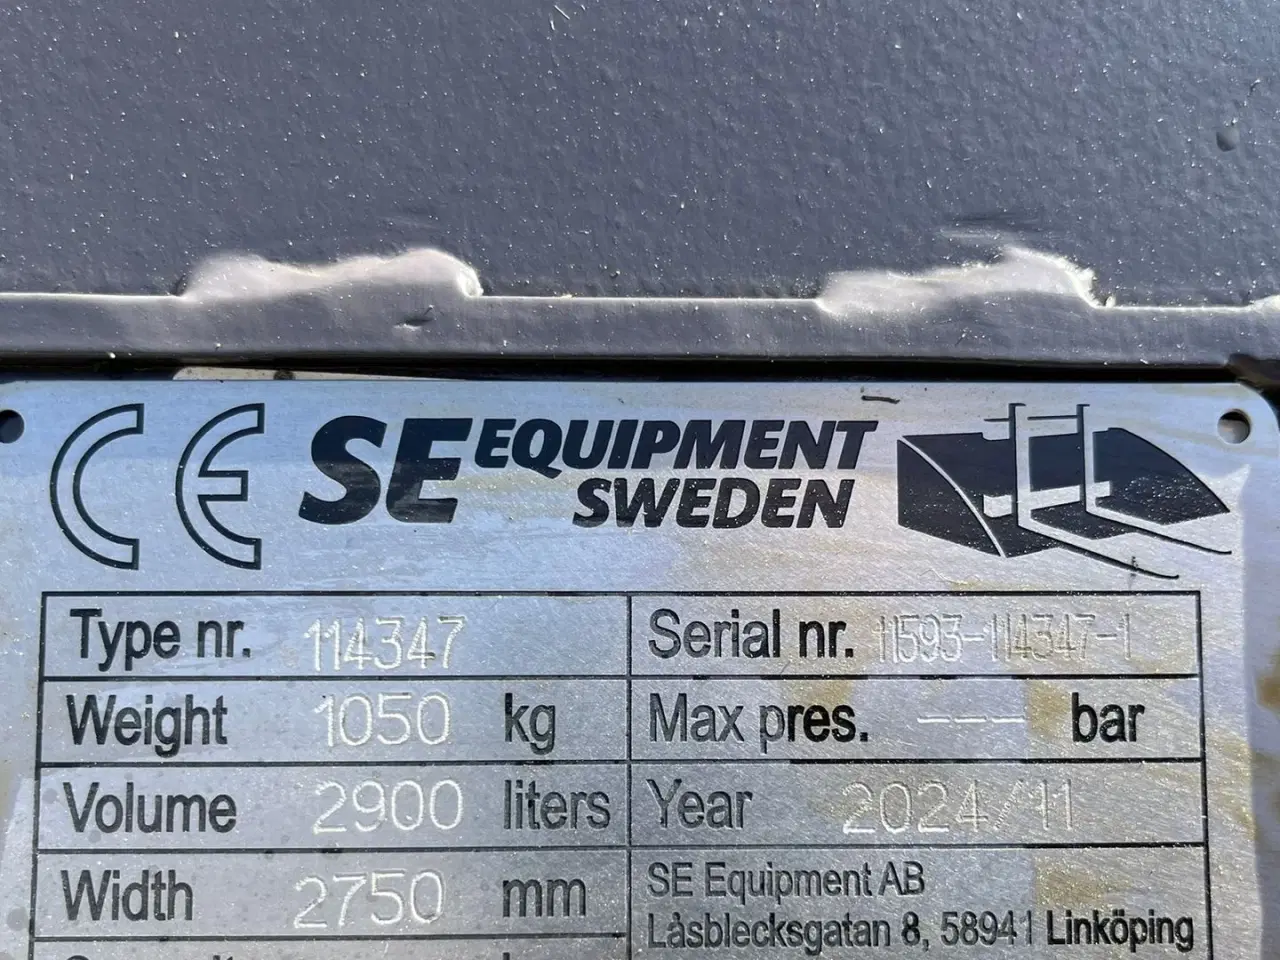 CE SE EQUIPMENT
SWEDEN
Type nr. 114347 Serial nr. 11593-114347-1
Weight 1050 kg Max pres. --- bar
Volume 2900 liters Year 2024/11
Width 2750 mm SE Equipment AB
Låsblecksgatan 8, 58941 Linköping